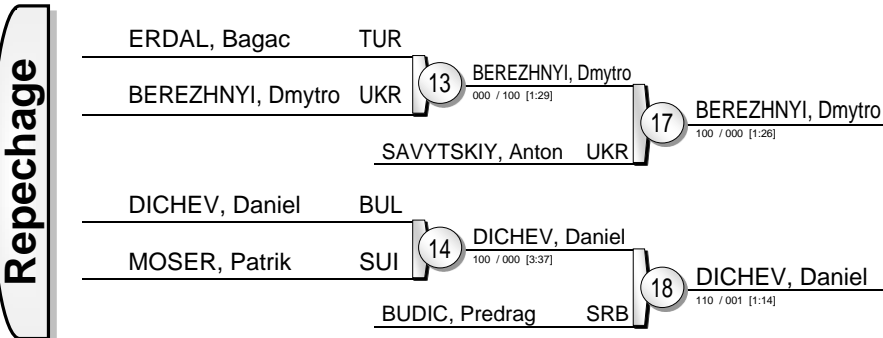 Repechage
ERDAL, Bagac TUR
BEREZHNYI, Dmytro UKR
13
BEREZHNYI, Dmytro
000 / 100 [1:29]
SAVYTSKIY, Anton UKR
17
BEREZHNYI, Dmytro
100 / 000 [1:26]
DICHEV, Daniel BUL
MOSER, Patrik SUI
14
DICHEV, Daniel
100 / 000 [3:37]
BUDIC, Predrag SRB
18
DICHEV, Daniel
110 / 001 [1:14]